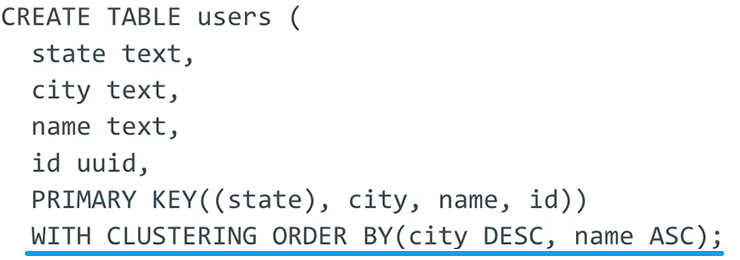 CREATE TABLE users (
state text,
city text,
name text,
id uuid,
PRIMARY KEY((state), city, name, id))
WITH CLUSTERING ORDER BY(city DESC, name ASC);